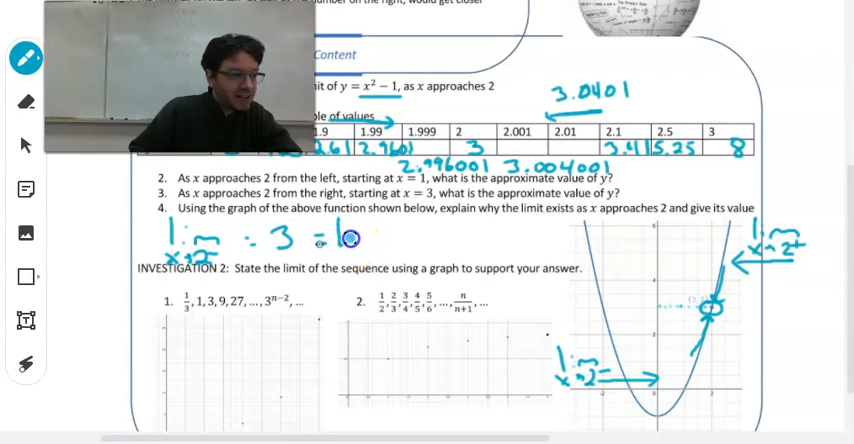 number on the right, would get closer
Content
it of y = x² − 1, as x approaches 2
3.0401
ble of values
1.9 1.99 1.999 2 2.001 2.01 2.1 2.5 3
2.9601 3 3.41 5.25 8
2.996001 3.004001
2. As x approaches 2 from the left, starting at x = 1, what is the approximate value of y?
3. As x approaches 2 from the right, starting at x = 3, what is the approximate value of y?
4. Using the graph of the above function shown below, explain why the limit exists as x approaches 2 and give its value
lim = 3 =
x→2⁻
lim
x→2⁺
INVESTIGATION 2: State the limit of the sequence using a graph to support your answer.
1. 1/3, 1, 3, 9, 27, ..., 3ⁿ⁻², ...
2. 1/2, 2/3, 3/4, 4/5, 5/6, ..., n/(n+1), ...
6
4
2
-2 2
lim
x→2⁻